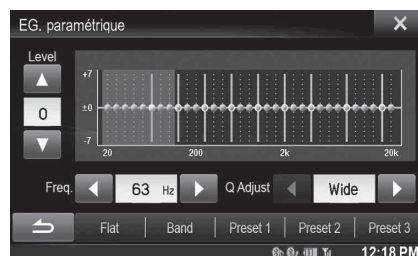 EG. paramétrique
Level
+7
±0
-7
0
20 200 2k 20k
Freq. 63 Hz Q Adjust Wide
Flat Band Preset 1 Preset 2 Preset 3
12:18 PM